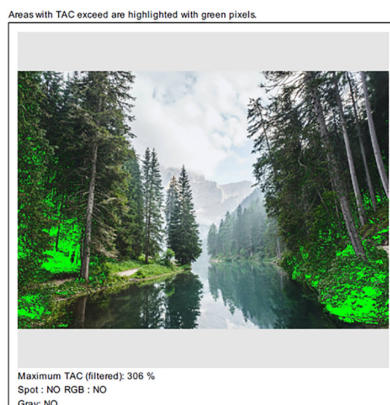 Areas with TAC exceed are highlighted with green pixels.
Maximum TAC (filtered): 306 %
Spot : NO RGB : NO
Gray: NO